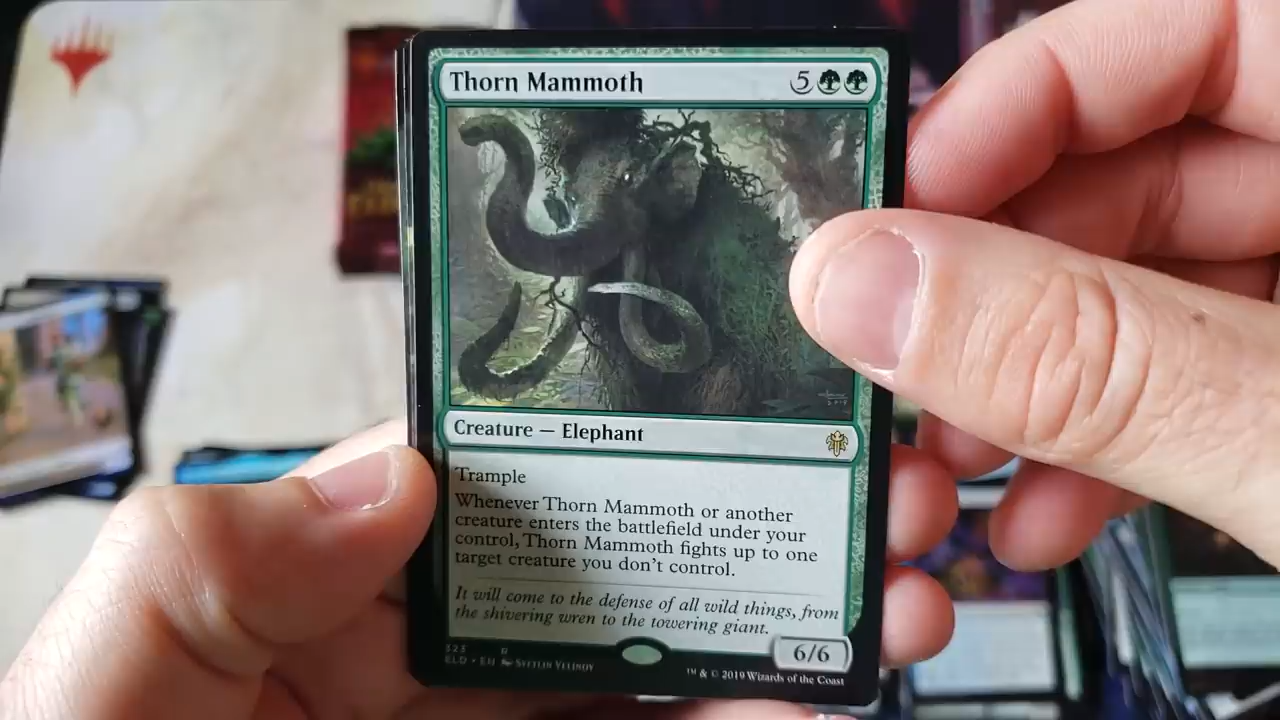 Thorn Mammoth 5
Creature — Elephant
Trample
Whenever Thorn Mammoth or another
creature enters the battlefield under your
control, Thorn Mammoth fights up to one
target creature you don't control.
It will come to the defense of all wild things, from
the shivering wren to the towering giant.
6/6
323 R
ELD • EN Svetlin Velinov
™ & © 2019 Wizards of the Coast